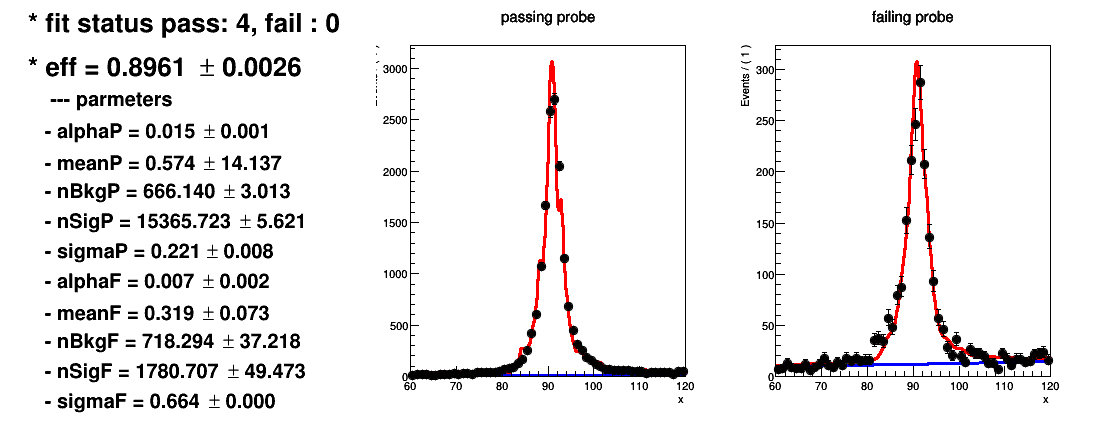 * fit status pass: 4, fail : 0
* eff = 0.8961 ± 0.0026
--- parmeters
- alphaP = 0.015 ± 0.001
- meanP = 0.574 ± 14.137
- nBkgP = 666.140 ± 3.013
- nSigP = 15365.723 ± 5.621
- sigmaP = 0.221 ± 0.008
- alphaF = 0.007 ± 0.002
- meanF = 0.319 ± 0.073
- nBkgF = 718.294 ± 37.218
- nSigF = 1780.707 ± 49.473
- sigmaF = 0.664 ± 0.000
passing probe
3000
2500
2000
1500
1000
500
0
60 70 80 90 100 110 120
x
failing probe
Events / ( 1 )
300
250
200
150
100
50
0
60 70 80 90 100 110 120
x